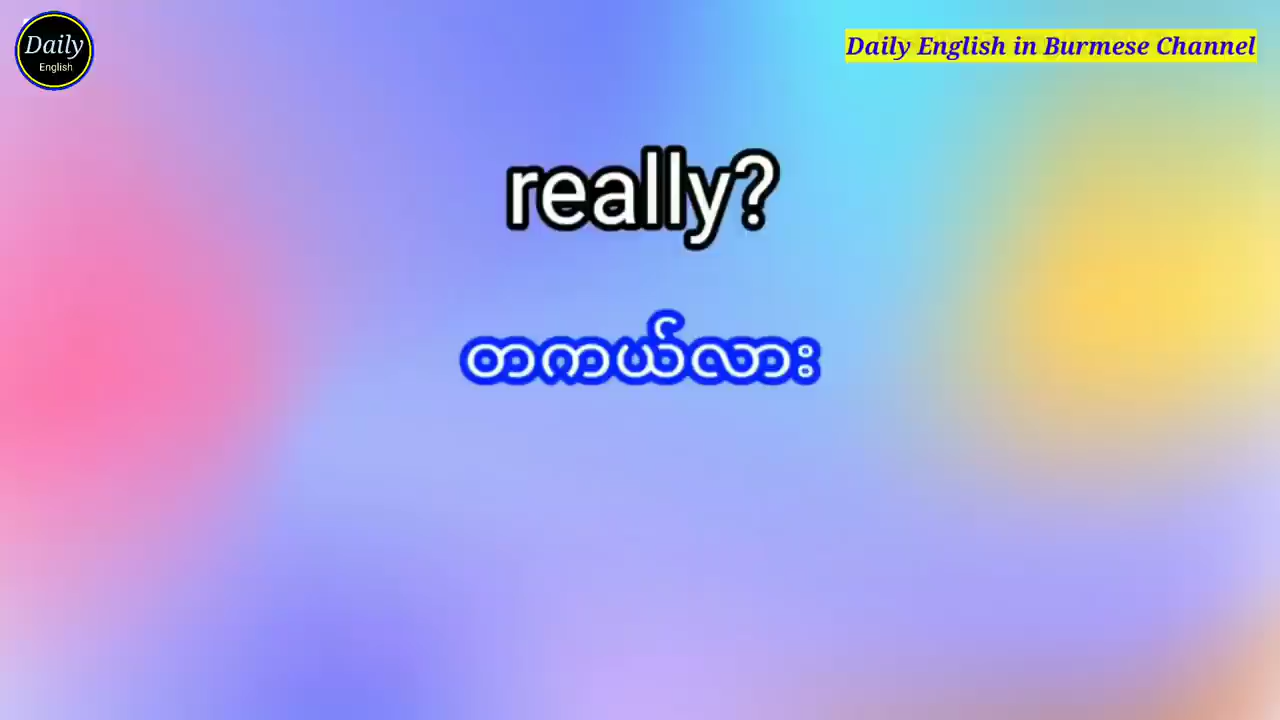 Daily
English
Daily English in Burmese Channel
really?
တကယ်လား